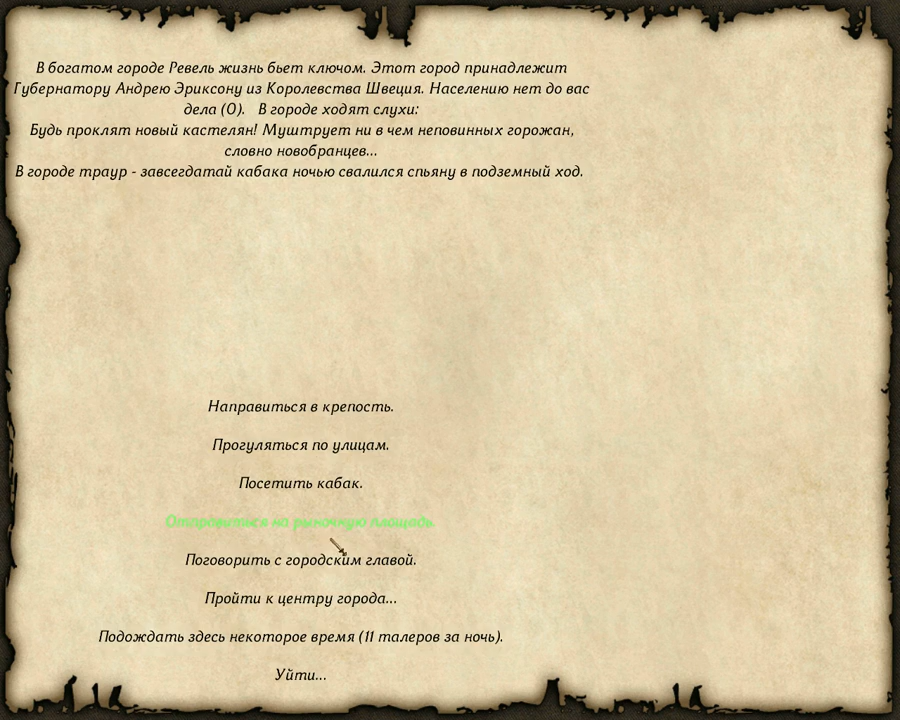 В богатом городе Ревель жизнь бьет ключом. Этот город принадлежит
Губернатору Андрею Эриксону из Королевства Швеция. Населению нет до вас
дела (0). В городе ходят слухи:
Будь проклят новый кастелян! Муштрует ни в чем неповинных горожан,
словно новобранцев...
В городе траур - завсегдатай кабака ночью свалился спьяну в подземный ход.
Направиться в крепость.
Прогуляться по улицам.
Посетить кабак.
Отправиться на рыночную площадь.
Поговорить с городским главой.
Пройти к центру города...
Подождать здесь некоторое время (11 талеров за ночь).
Уйти...